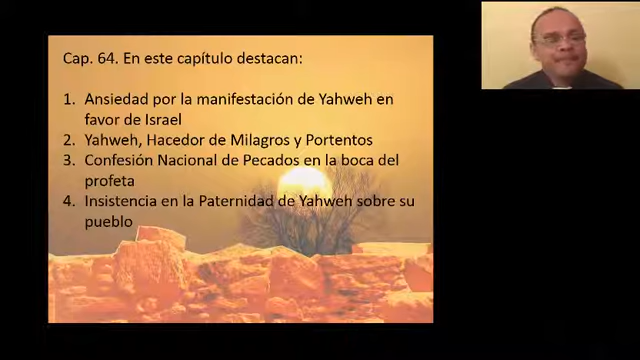 Cap. 64. En este capítulo destacan:
1. Ansiedad por la manifestación de Yahweh en
favor de Israel
2. Yahweh, Hacedor de Milagros y Portentos
3. Confesión Nacional de Pecados en la boca del
profeta
4. Insistencia en la Paternidad de Yahweh sobre su
pueblo